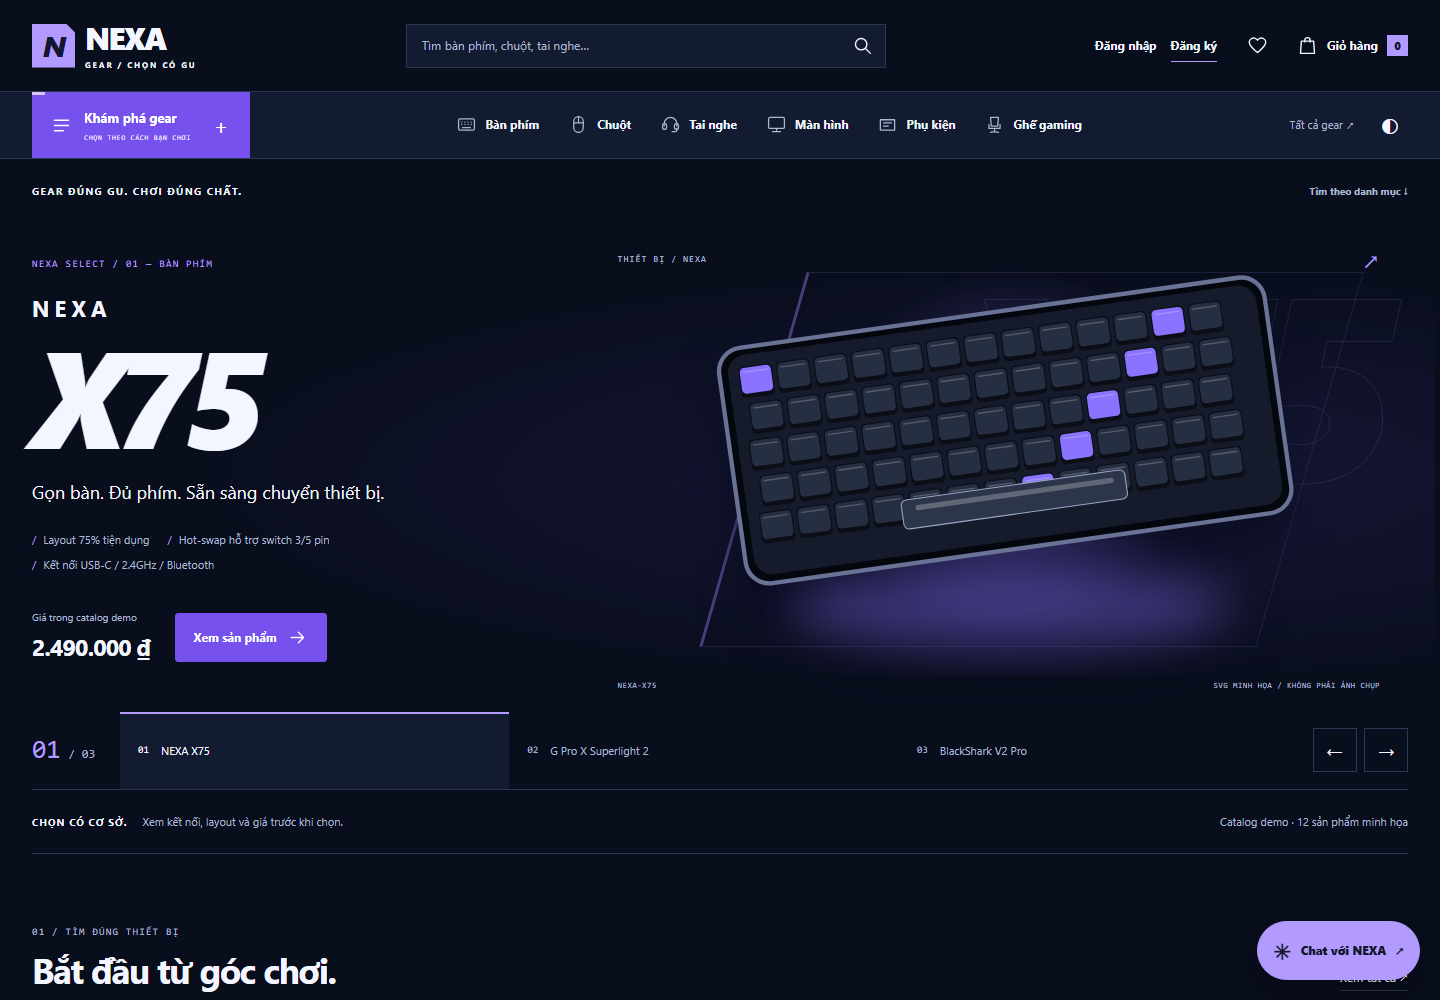 N NEXA
GEAR / CHỌN CÓ GU
Tìm bàn phím, chuột, tai nghe...
Đăng nhập Đăng ký
Giỏ hàng 0
Khám phá gear +
CHỌN THEO CÁCH BẠN CHƠI
Bàn phím Chuột Tai nghe Màn hình Phụ kiện Ghế gaming
Tất cả gear ↗
GEAR ĐÚNG GU. CHƠI ĐÚNG CHẤT.
Tìm theo danh mục ↓
NEXA SELECT / 01 — BÀN PHÍM
THIẾT BỊ / NEXA
↗
NEXA
X75
Gọn bàn. Đủ phím. Sẵn sàng chuyển thiết bị.
/ Layout 75% tiện dụng / Hot-swap hỗ trợ switch 3/5 pin
/ Kết nối USB-C / 2.4GHz / Bluetooth
Giá trong catalog demo
2.490.000 ₫
Xem sản phẩm →
NEXA-X75
SVG MINH HỌA / KHÔNG PHẢI ẢNH CHỤP
01 / 03
01 NEXA X75
02 G Pro X Superlight 2
03 BlackShark V2 Pro
← →
CHỌN CÓ CƠ SỞ. Xem kết nối, layout và giá trước khi chọn.
Catalog demo · 12 sản phẩm minh họa
01 / TÌM ĐÚNG THIẾT BỊ
Bắt đầu từ góc chơi.
Chat với NEXA ↗